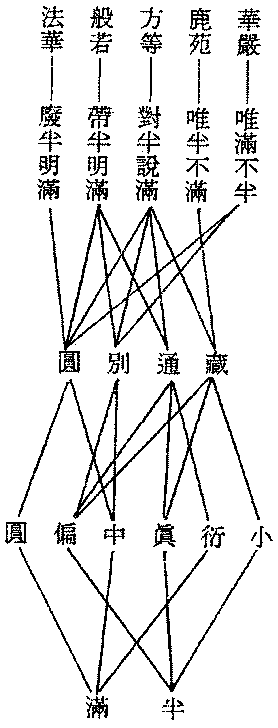 華嚴 唯滿不半
鹿苑 唯半不滿
方等 對半說滿
般若 帶半明滿
法華 廢半明滿
藏 通 別 圓
小 衍 眞 中 偏 圓
半 滿